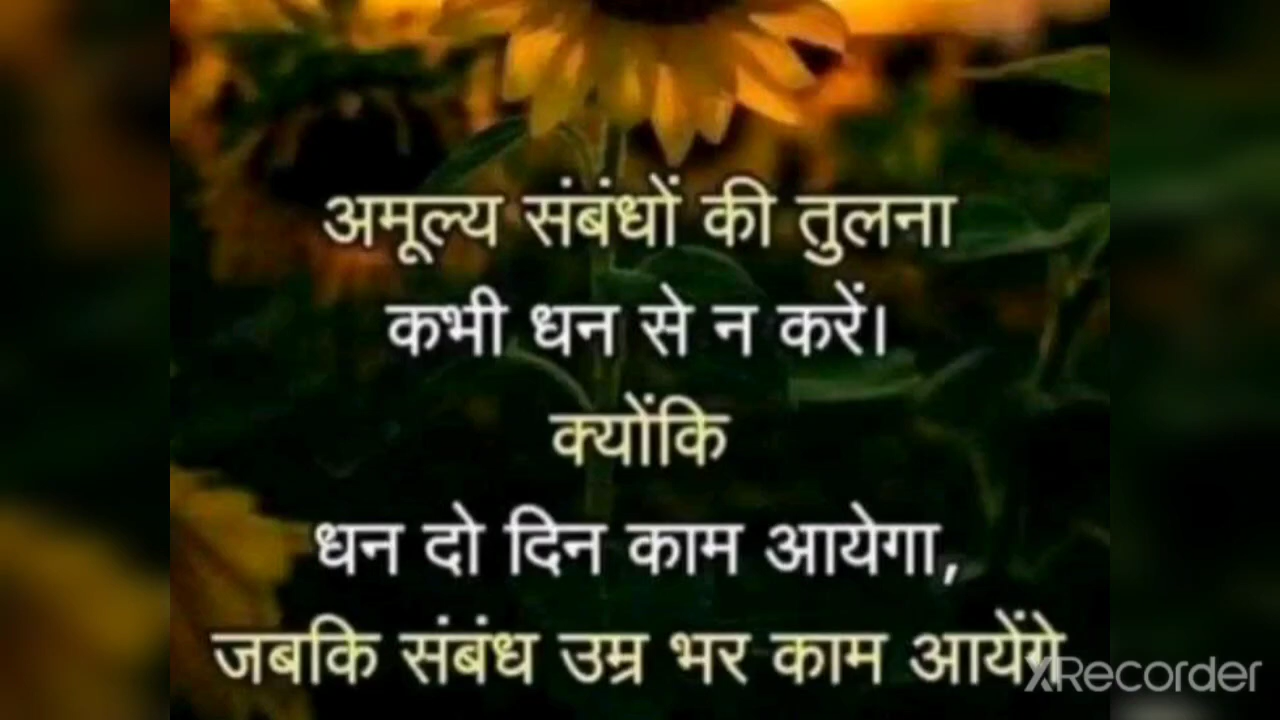 अमूल्य संबंधों की तुलना
कभी धन से न करें।
क्योंकि
धन दो दिन काम आयेगा,
जबकि संबंध उम्र भर काम आयेंगे
XRecorder